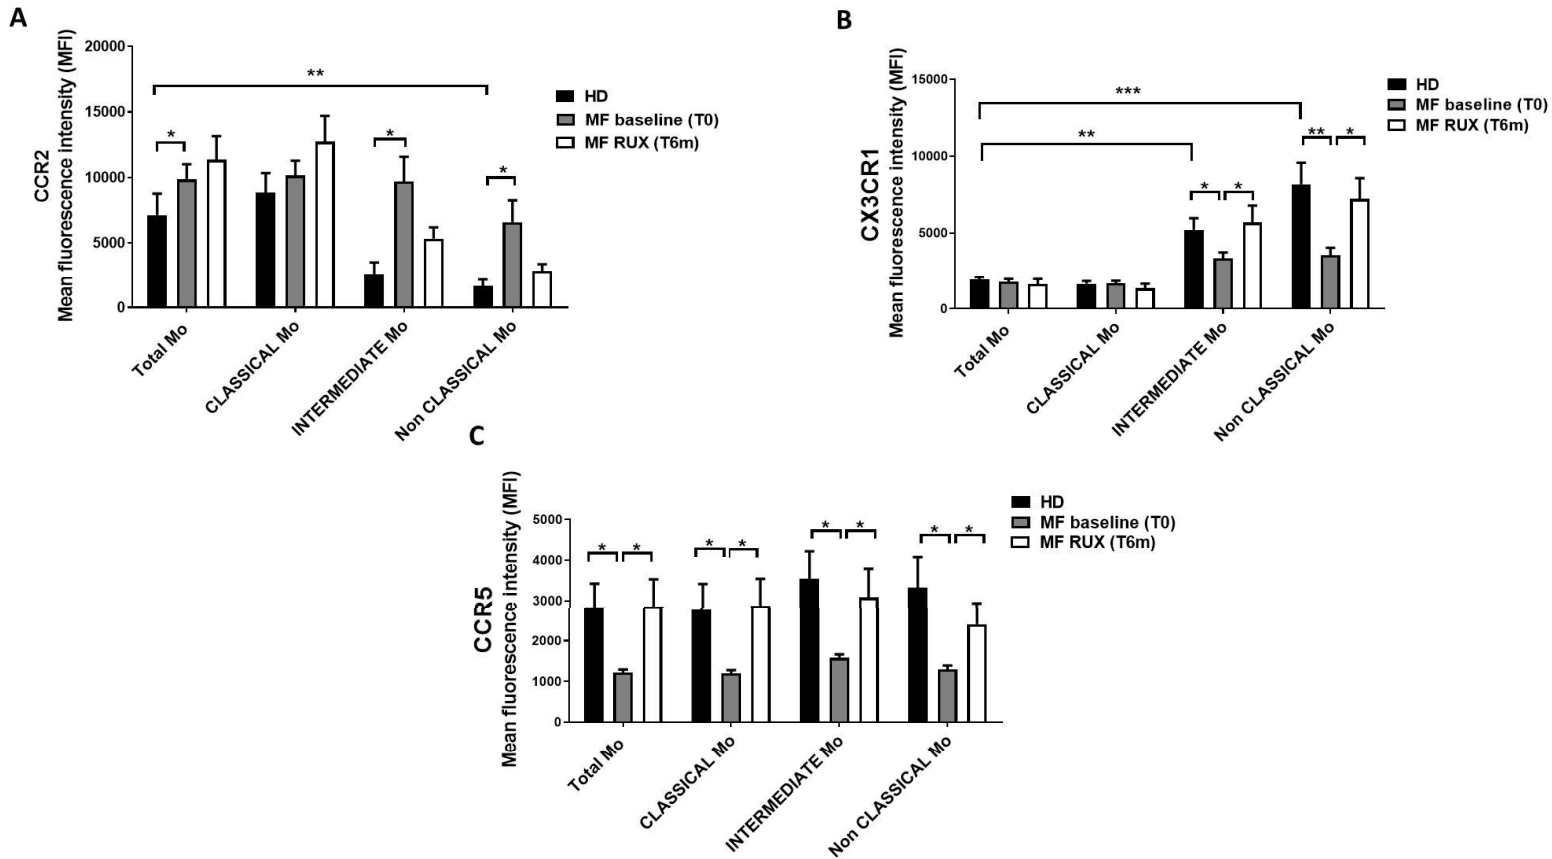 A
CCR2
Mean fluorescence intensity (MFI)
20000
15000
10000
5000
0
**
*
*
*
HD
MF baseline (T0)
MF RUX (T6m)
Total Mo
CLASSICAL Mo
INTERMEDIATE Mo
Non CLASSICAL Mo
B
CX3CR1
Mean fluorescence intensity (MFI)
15000
10000
5000
0
***
**
*
*
**
*
HD
MF baseline (T0)
MF RUX (T6m)
Total Mo
CLASSICAL Mo
INTERMEDIATE Mo
Non CLASSICAL Mo
C
CCR5
Mean fluorescence intensity (MFI)
5000
4000
3000
2000
1000
0
*
*
*
*
*
*
*
*
HD
MF baseline (T0)
MF RUX (T6m)
Total Mo
CLASSICAL Mo
INTERMEDIATE Mo
Non CLASSICAL Mo